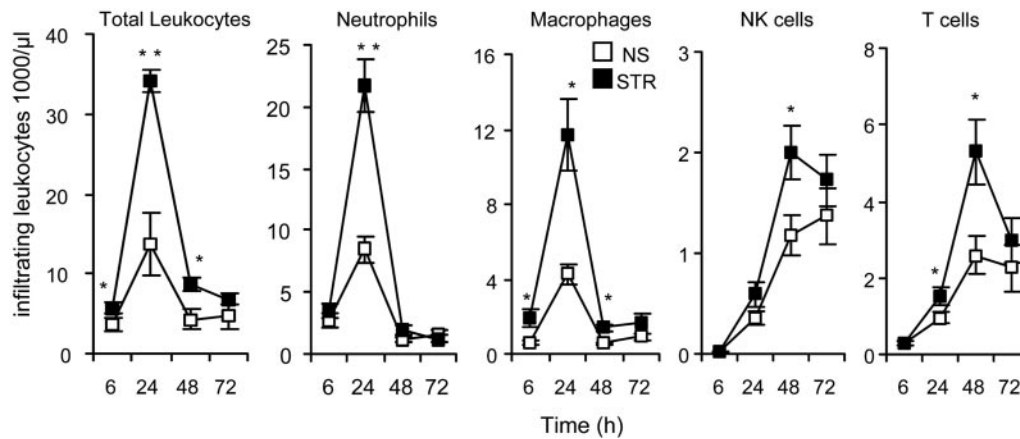 Total Leukocytes
Neutrophils
Macrophages
NK cells
T cells
infiltrating leukocytes 1000/µl
40
30
20
10
0
* *
*
*
6 24 48 72
25
20
15
10
5
0
* *
6 24 48 72
16
12
8
4
0
NS
STR
*
*
*
6 24 48 72
3
2
1
0
*
6 24 48 72
8
6
4
2
0
*
*
6 24 48 72
Time (h)